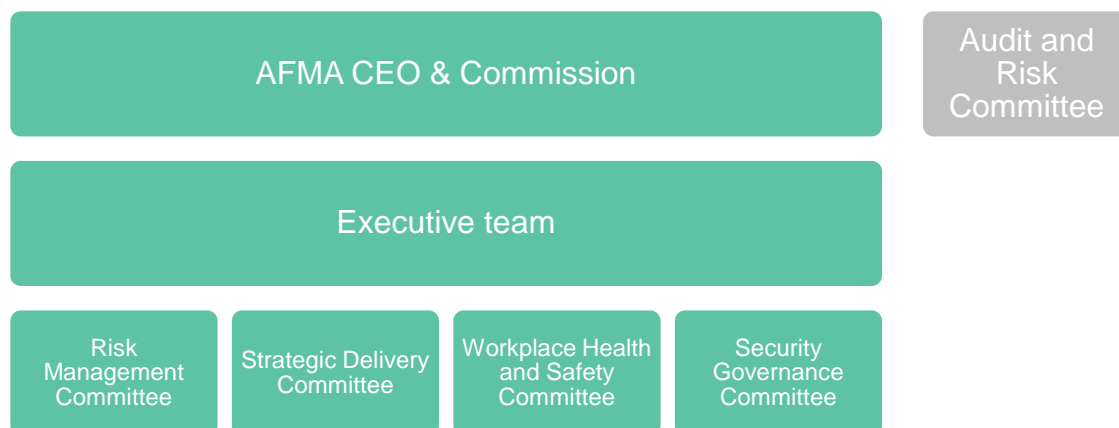 AFMA CEO & Commission
Audit and
Risk
Committee
Executive team
Risk
Management
Committee
Strategic Delivery
Committee
Workplace Health
and Safety
Committee
Security
Governance
Committee